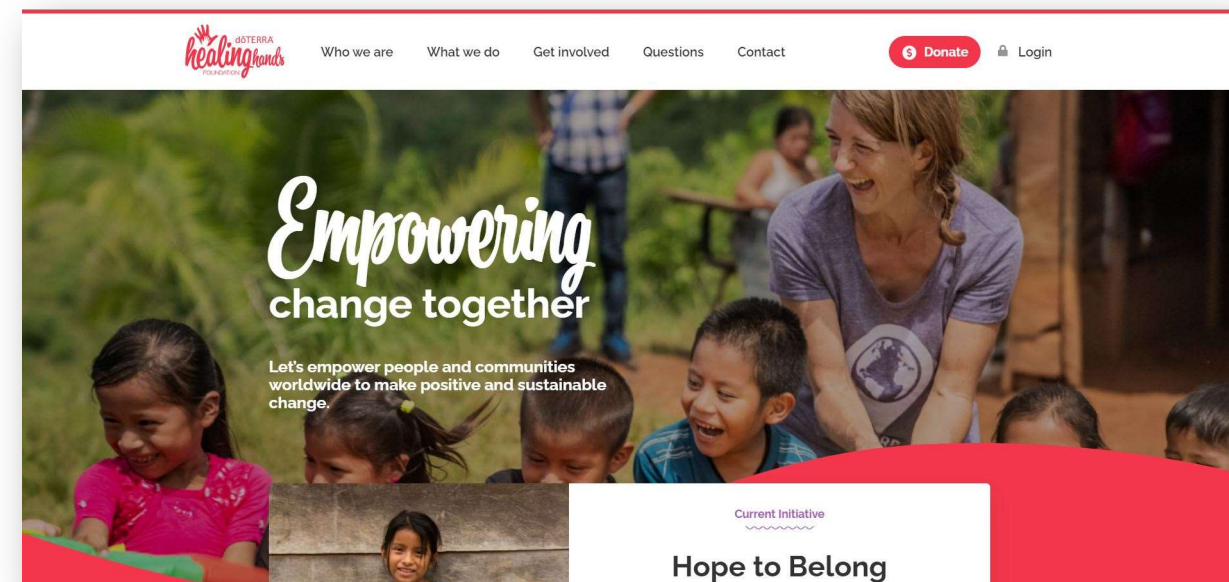 dōTERRA
healing hands
FOUNDATION
Who we are
What we do
Get involved
Questions
Contact
$ Donate
Login
Empowering
change together
Let's empower people and communities
worldwide to make positive and sustainable
change.
Current Initiative
Hope to Belong